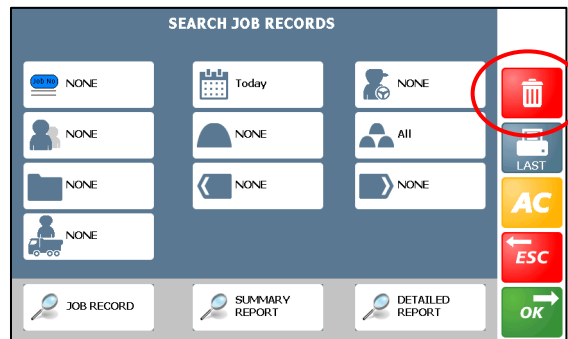 SEARCH JOB RECORDS
Job No NONE
Today
NONE
NONE
NONE
All
LAST
NONE
NONE
NONE
AC
NONE
ESC
JOB RECORD
SUMMARY
REPORT
DETAILED
REPORT
OK